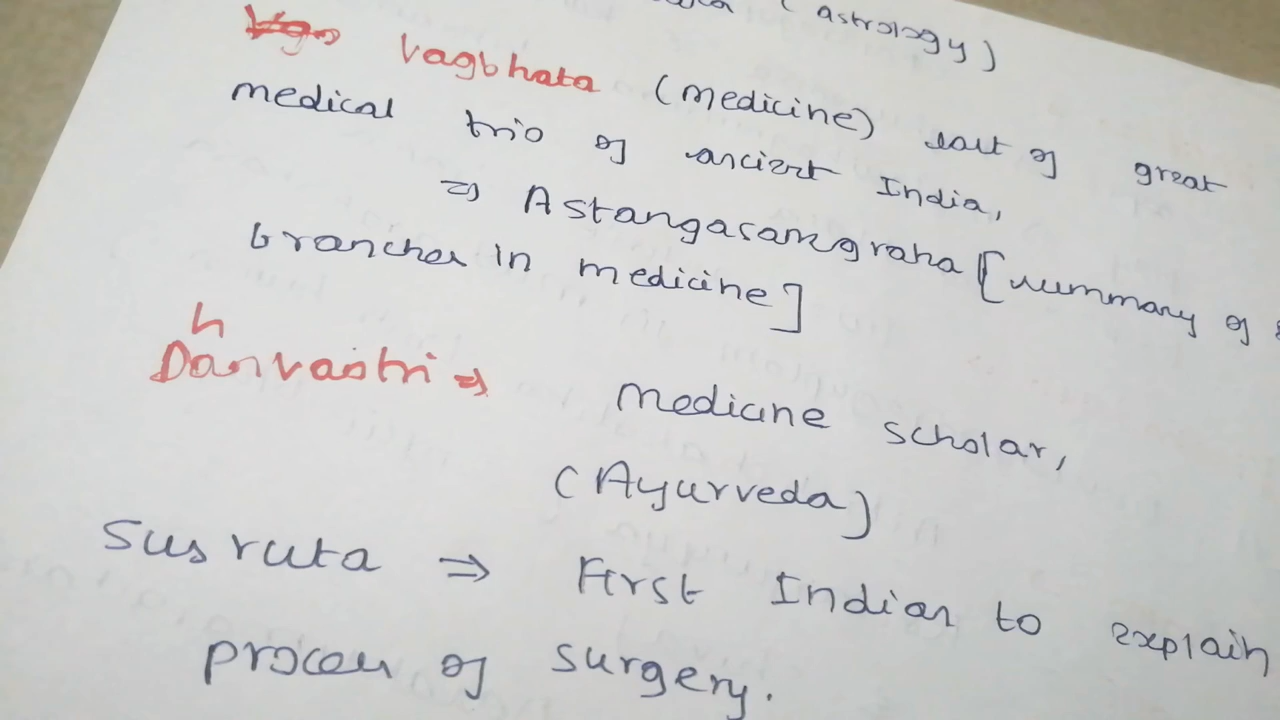 (astrology)
Vagbhata (medicine) last of great
medical trio of ancient India,
⇒ Astangasamgraha [summary of
branches in medicine]
h
Danvastri ⇒ medicine scholar,
(Ayurveda)
Susruta ⇒ First Indian to explain
process of surgery.